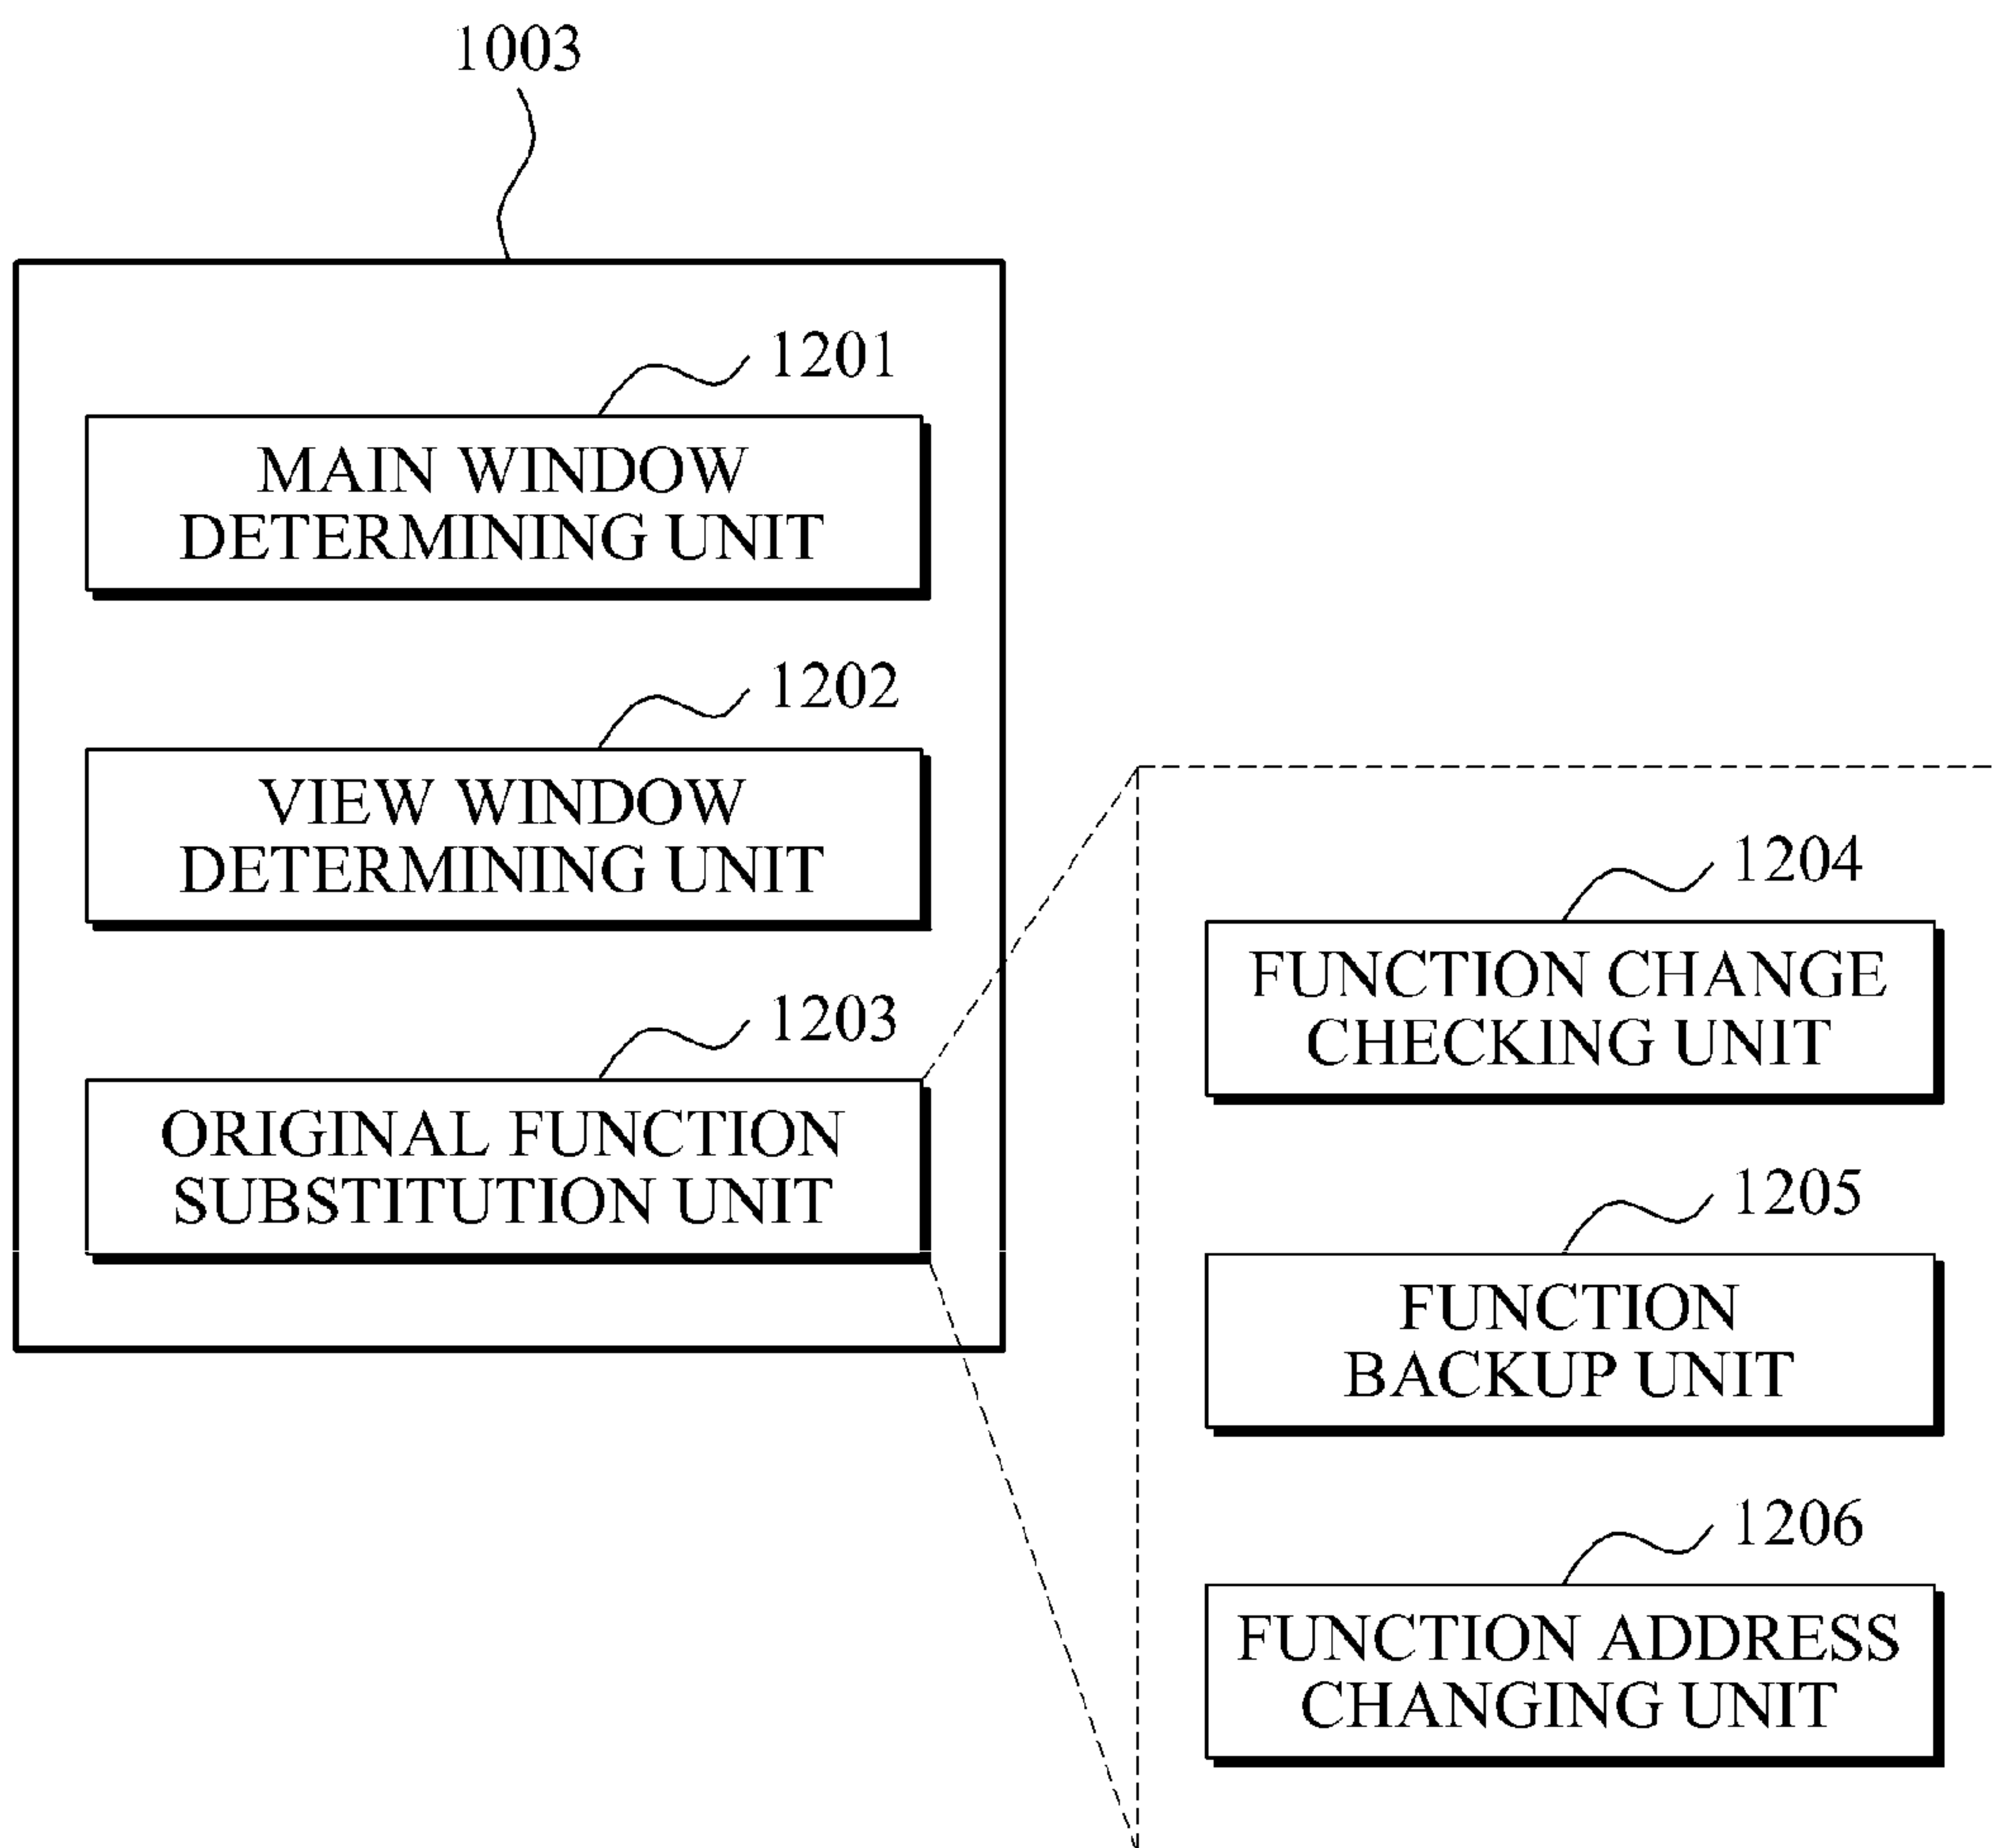 1003
1201
MAIN WINDOW
DETERMINING UNIT
1202
VIEW WINDOW
DETERMINING UNIT
1203
ORIGINAL FUNCTION
SUBSTITUTION UNIT
1204
FUNCTION CHANGE
CHECKING UNIT
1205
FUNCTION
BACKUP UNIT
1206
FUNCTION ADDRESS
CHANGING UNIT